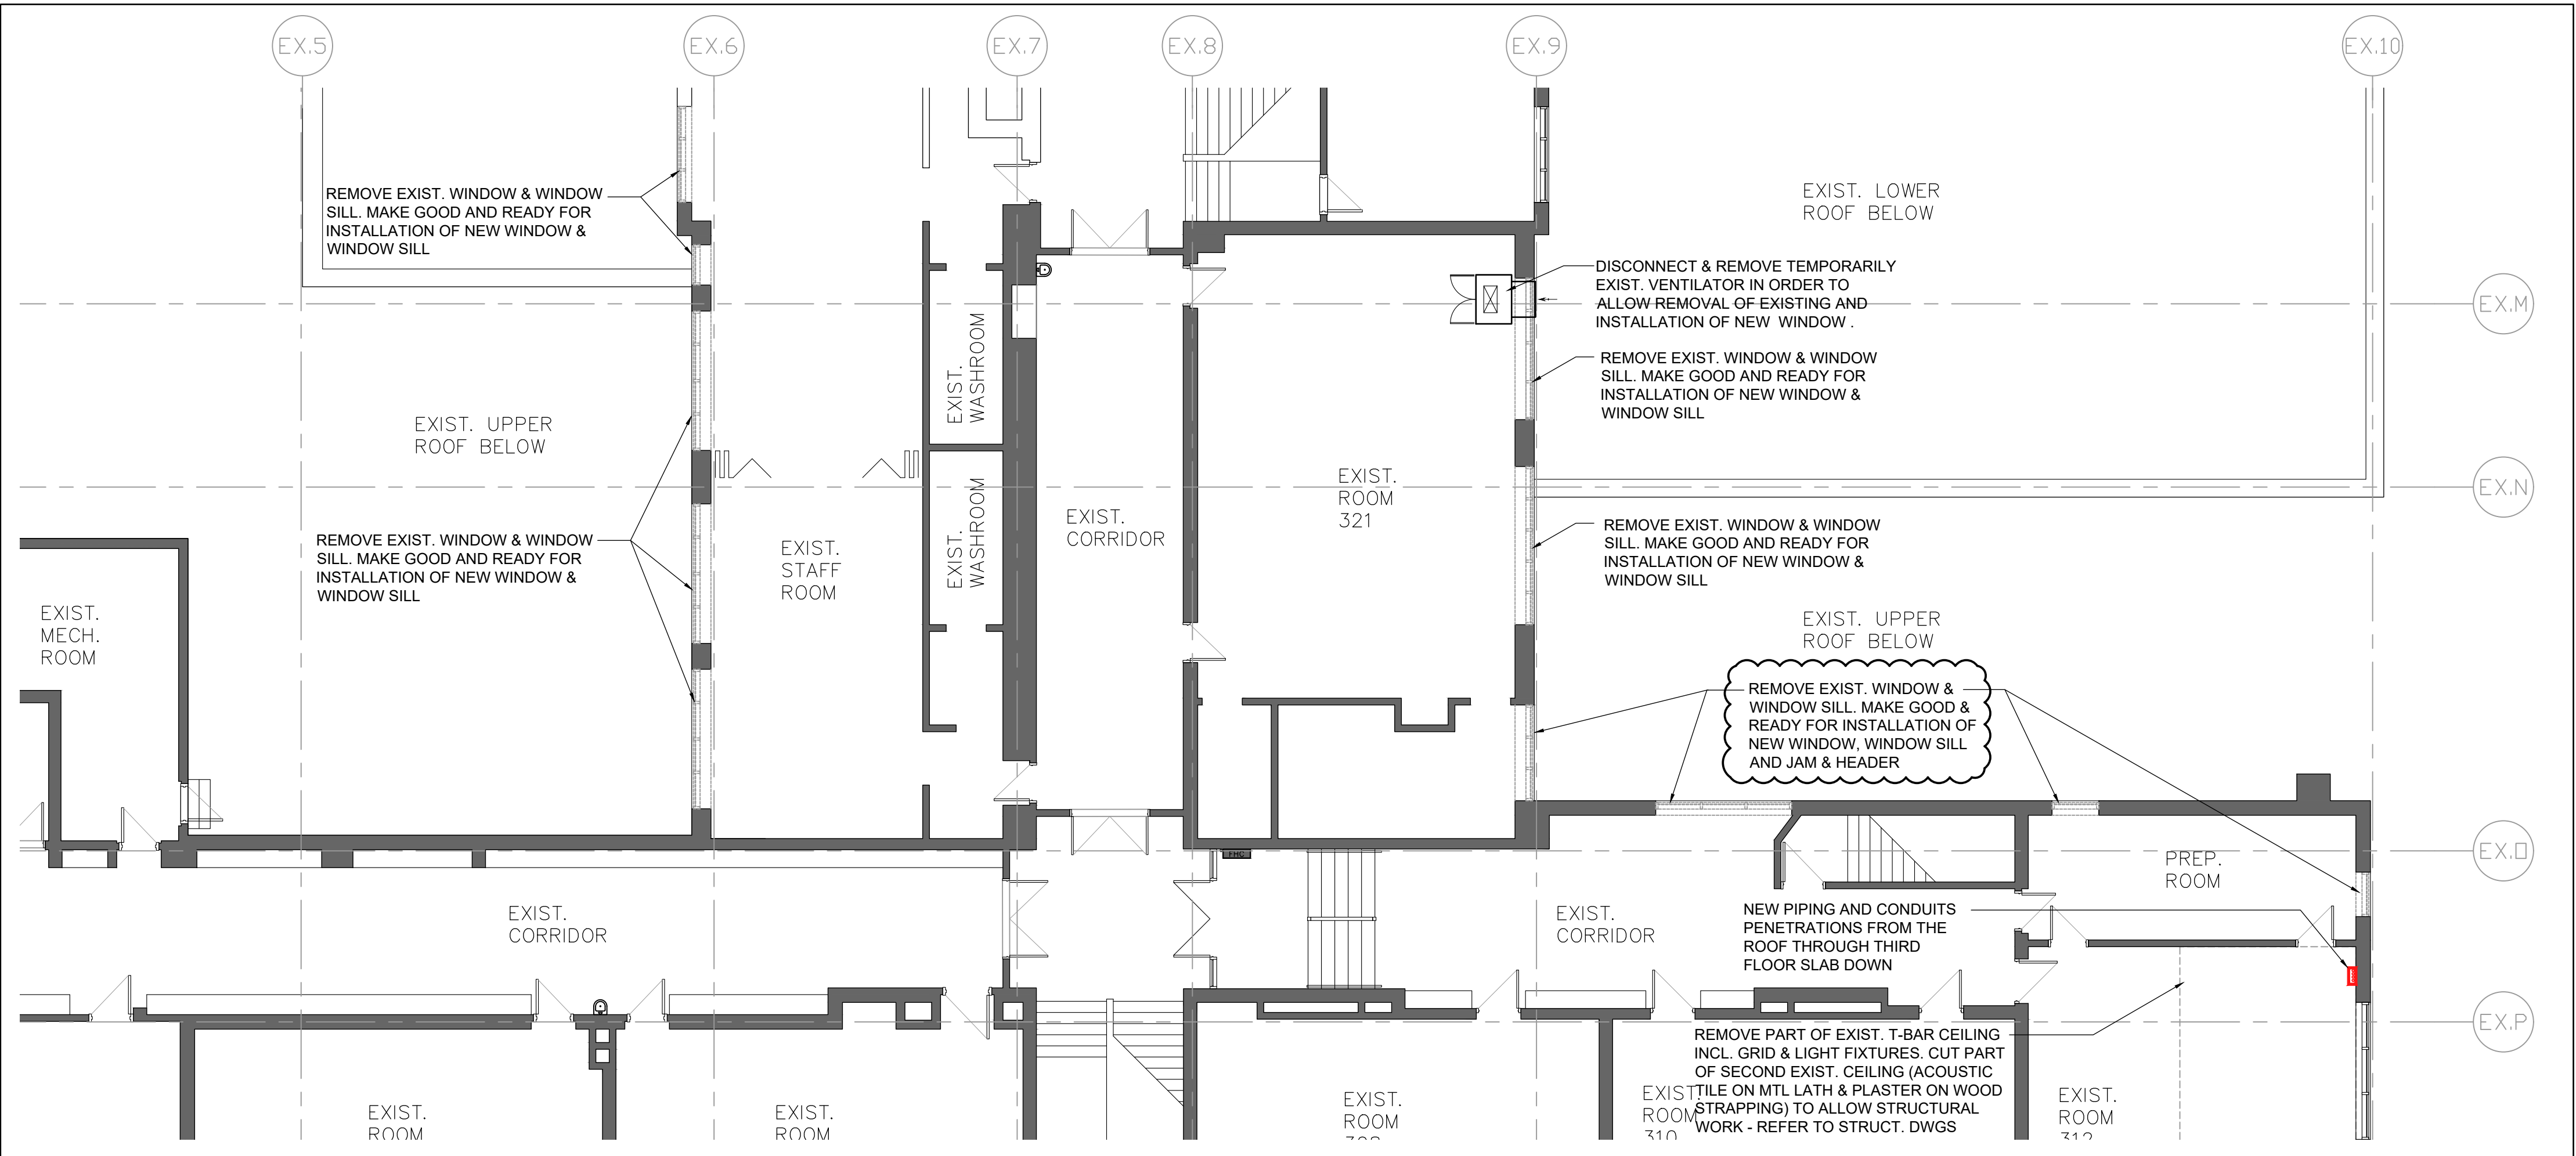 EX.5
EX.6
EX.7
EX.8
EX.9
EX.10
REMOVE EXIST. WINDOW & WINDOW
SILL. MAKE GOOD AND READY FOR
INSTALLATION OF NEW WINDOW &
WINDOW SILL
EXIST. LOWER
ROOF BELOW
DISCONNECT & REMOVE TEMPORARILY
EXIST. VENTILATOR IN ORDER TO
ALLOW REMOVAL OF EXISTING AND
INSTALLATION OF NEW WINDOW .
EX.M
REMOVE EXIST. WINDOW & WINDOW
SILL. MAKE GOOD AND READY FOR
INSTALLATION OF NEW WINDOW &
WINDOW SILL
EXIST.
WASHROOM
EXIST. UPPER
ROOF BELOW
EX.N
EXIST.
ROOM
321
EXIST.
CORRIDOR
EXIST.
WASHROOM
REMOVE EXIST. WINDOW & WINDOW
SILL. MAKE GOOD AND READY FOR
INSTALLATION OF NEW WINDOW &
WINDOW SILL
REMOVE EXIST. WINDOW & WINDOW
SILL. MAKE GOOD AND READY FOR
INSTALLATION OF NEW WINDOW &
WINDOW SILL
EXIST.
STAFF
ROOM
EXIST.
MECH.
ROOM
EXIST. UPPER
ROOF BELOW
REMOVE EXIST. WINDOW &
WINDOW SILL. MAKE GOOD &
READY FOR INSTALLATION OF
NEW WINDOW, WINDOW SILL
AND JAM & HEADER
EX.O
FHC
PREP.
ROOM
EXIST.
CORRIDOR
EXIST.
CORRIDOR
NEW PIPING AND CONDUITS
PENETRATIONS FROM THE
ROOF THROUGH THIRD
FLOOR SLAB DOWN
EX.P
REMOVE PART OF EXIST. T-BAR CEILING
INCL. GRID & LIGHT FIXTURES. CUT PART
OF SECOND EXIST. CEILING (ACOUSTIC
TILE ON MTL LATH & PLASTER ON WOOD
STRAPPING) TO ALLOW STRUCTURAL
WORK - REFER TO STRUCT. DWGS
EXIST.
ROOM
EXIST.
ROOM
EXIST.
ROOM
EXIST.
ROOM
310
EXIST.
ROOM
312